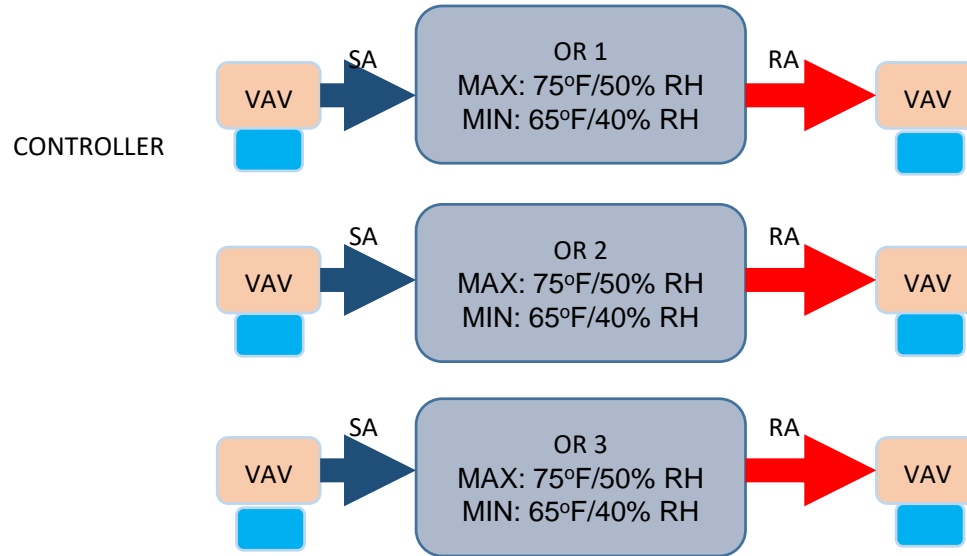 SA
OR 1
RA
MAX: 75°F/50% RH
VAV
VAV
MIN: 65°F/40% RH
CONTROLLER
SA
OR 2
RA
MAX: 75°F/50% RH
VAV
VAV
MIN: 65°F/40% RH
SA
OR 3
RA
MAX: 75°F/50% RH
VAV
VAV
MIN: 65°F/40% RH